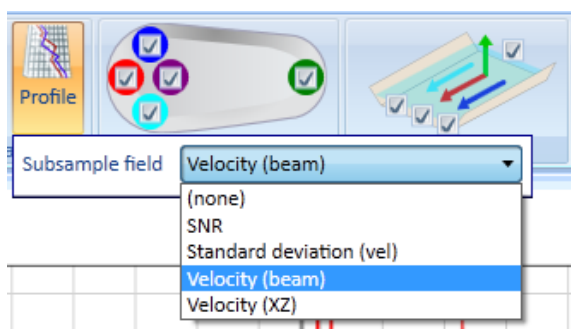 Profile
Subsample field
Velocity (beam)
(none)
SNR
Standard deviation (vel)
Velocity (beam)
Velocity (XZ)